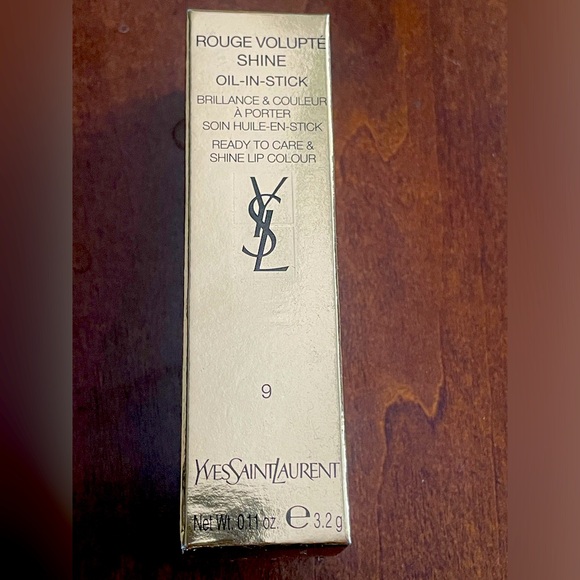 ROUGE VOLUPTÉ
SHINE
OIL-IN-STICK
BRILLANCE & COULEUR
À PORTER
SOIN HUILE-EN-STICK
READY TO CARE &
SHINE LIP COLOUR
YSL
9
YVESSAINTLAURENT
Net Wt. 0.11 oz. ℮ 3.2 g